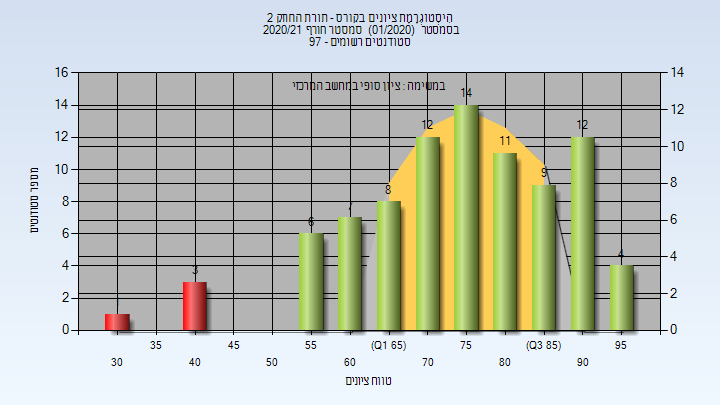 הִיסְטוֹגְרָמַת ציונים בקורס - תורת החוזק 2
בסמסטר (01/2020) סמסטר חורף 2020/21
סטודנטים רשומים - 97
במשימה : ציון סופי במחשב המרכזי
מספר סטודנטים
16 14 12 10 8 6 4 2 0
14 12 10 8 6 4 2 0
3 6 7 8 12 14 11 9 12 4
35 45 55 (Q1 65) 75 (Q3 85) 95
30 40 50 60 70 80 90
טווח ציונים